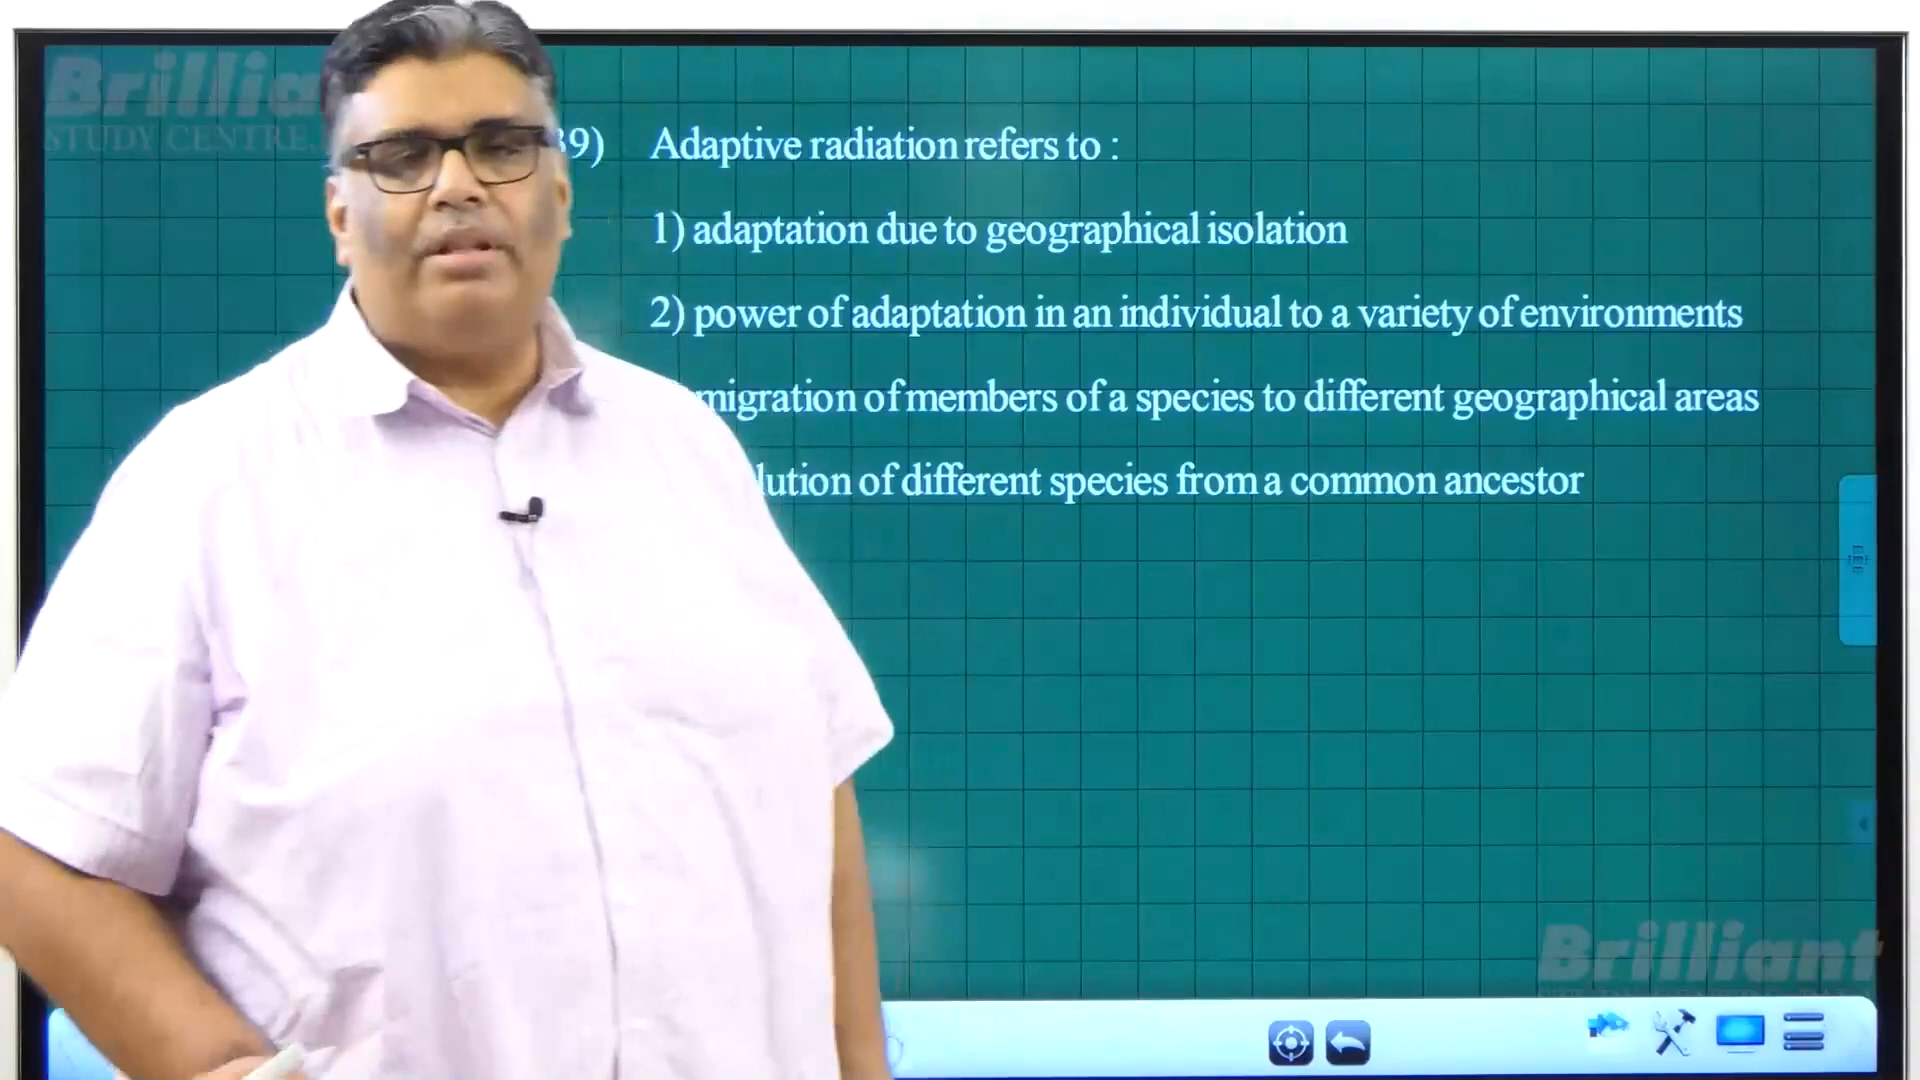 Brillia
STUDY CENTRE,
39) Adaptive radiation refers to :
1) adaptation due to geographical isolation
2) power of adaptation in an individual to a variety of environments
migration of members of a species to different geographical areas
lution of different species from a common ancestor
Brilliant